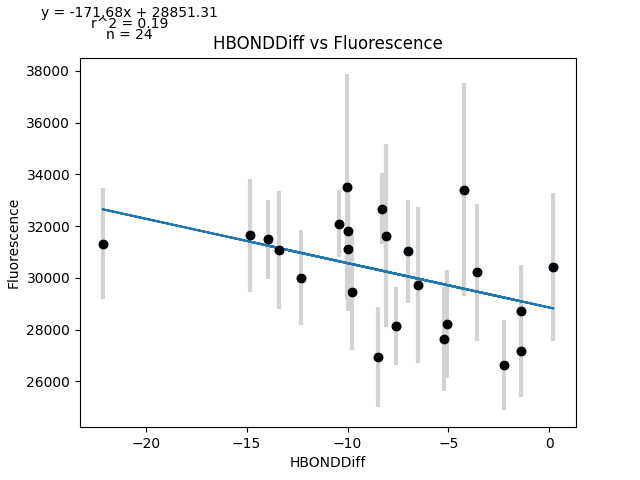 y = -171.68x + 28851.31
r^2 = 0.19
n = 24
HBONDDiff vs Fluorescence
38000
36000
34000
32000
30000
28000
26000
Fluorescence
−20
−15
−10
−5
0
HBONDDiff